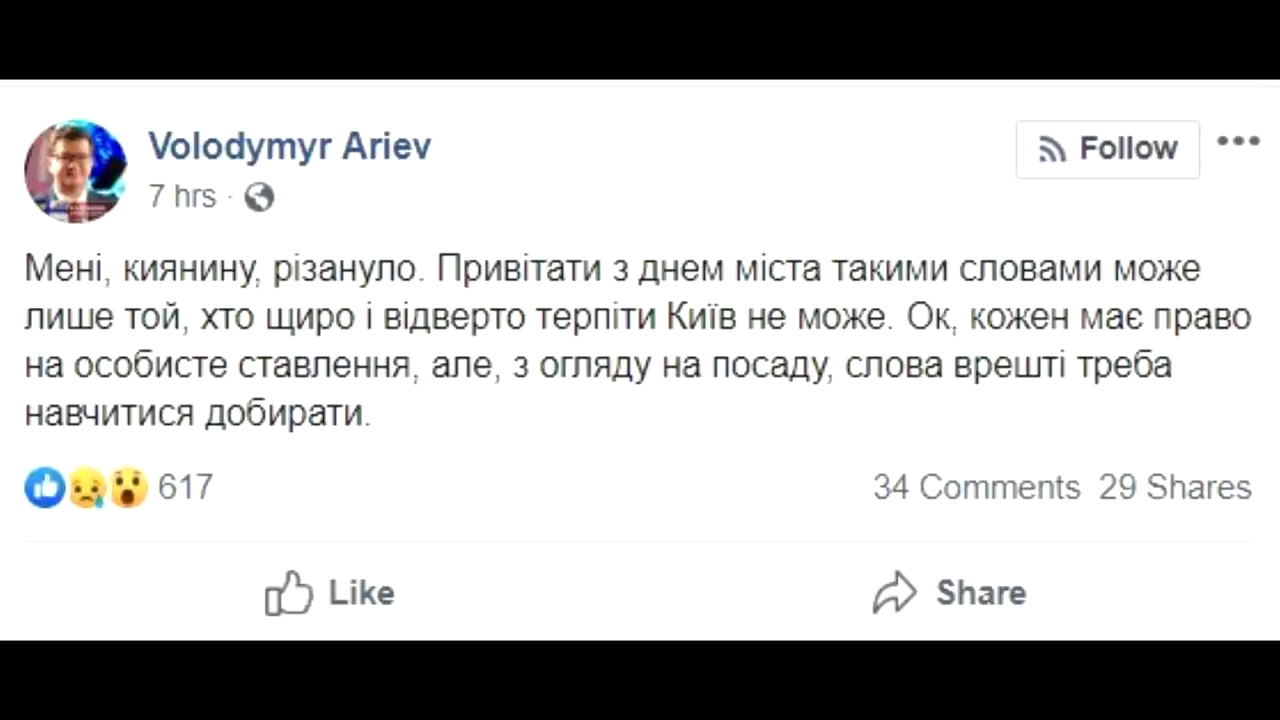 Volodymyr Ariev
Follow
7 hrs ·
Мені, киянину, різануло. Привітати з днем міста такими словами може
лише той, хто щиро і відверто терпіти Київ не може. Ок, кожен має право
на особисте ставлення, але, з огляду на посаду, слова врешті треба
навчитися добирати.
617
34 Comments 29 Shares
Like
Share